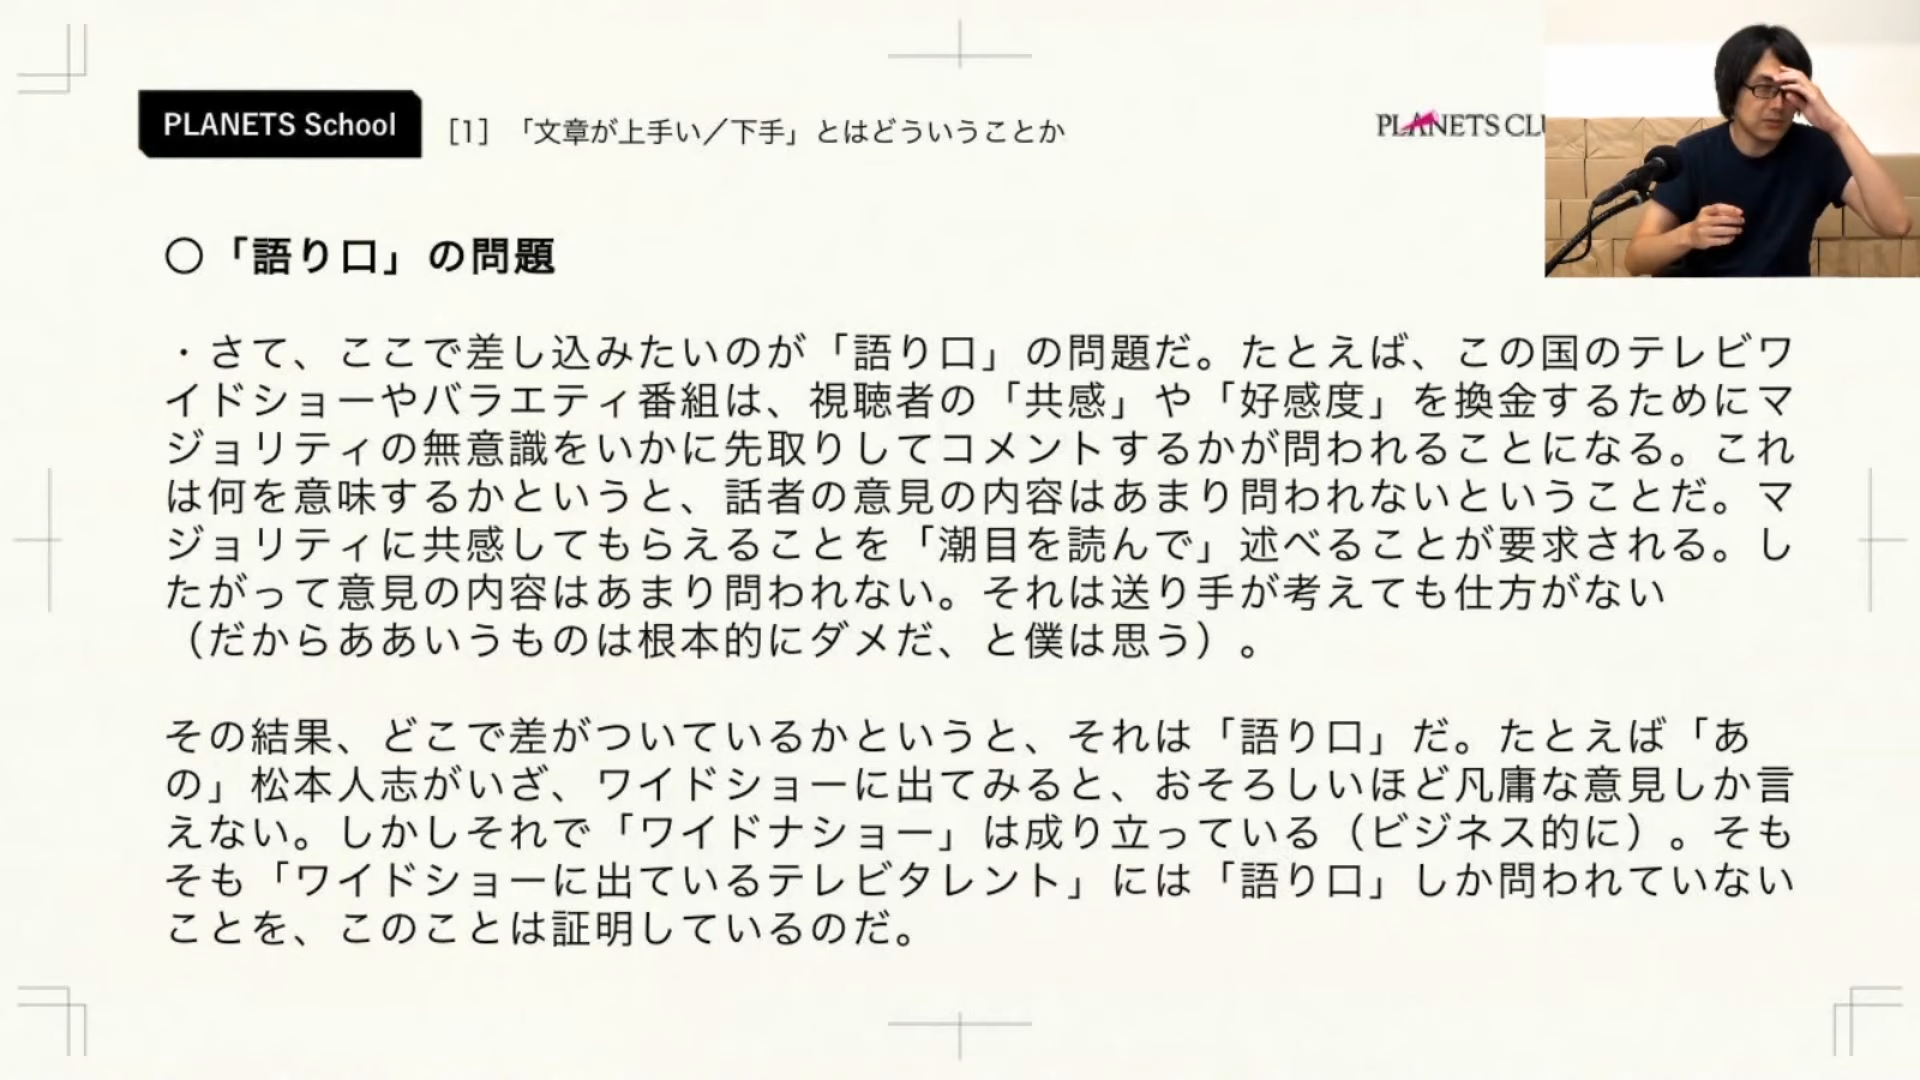 PLANETS School
[1] 「文章が上手い／下手」とはどういうことか
PLANETS CLU
〇「語り口」の問題
・さて、ここで差し込みたいのが「語り口」の問題だ。たとえば、この国のテレビワ
イドショーやバラエティ番組は、視聴者の「共感」や「好感度」を換金するためにマ
ジョリティの無意識をいかに先取りしてコメントするかが問われることになる。これ
は何を意味するかというと、話者の意見の内容はあまり問われないということだ。マ
ジョリティに共感してもらえることを「潮目を読んで」述べることが要求される。し
たがって意見の内容はあまり問われない。それは送り手が考えても仕方がない
（だからああいうものは根本的にダメだ、と僕は思う）。
その結果、どこで差がついているかというと、それは「語り口」だ。たとえば「あ
の」松本人志がいざ、ワイドショーに出てみると、おそろしいほど凡庸な意見しか言
えない。しかしそれで「ワイドナショー」は成り立っている（ビジネス的に）。そも
そも「ワイドショーに出ているテレビタレント」には「語り口」しか問われていない
ことを、このことは証明しているのだ。